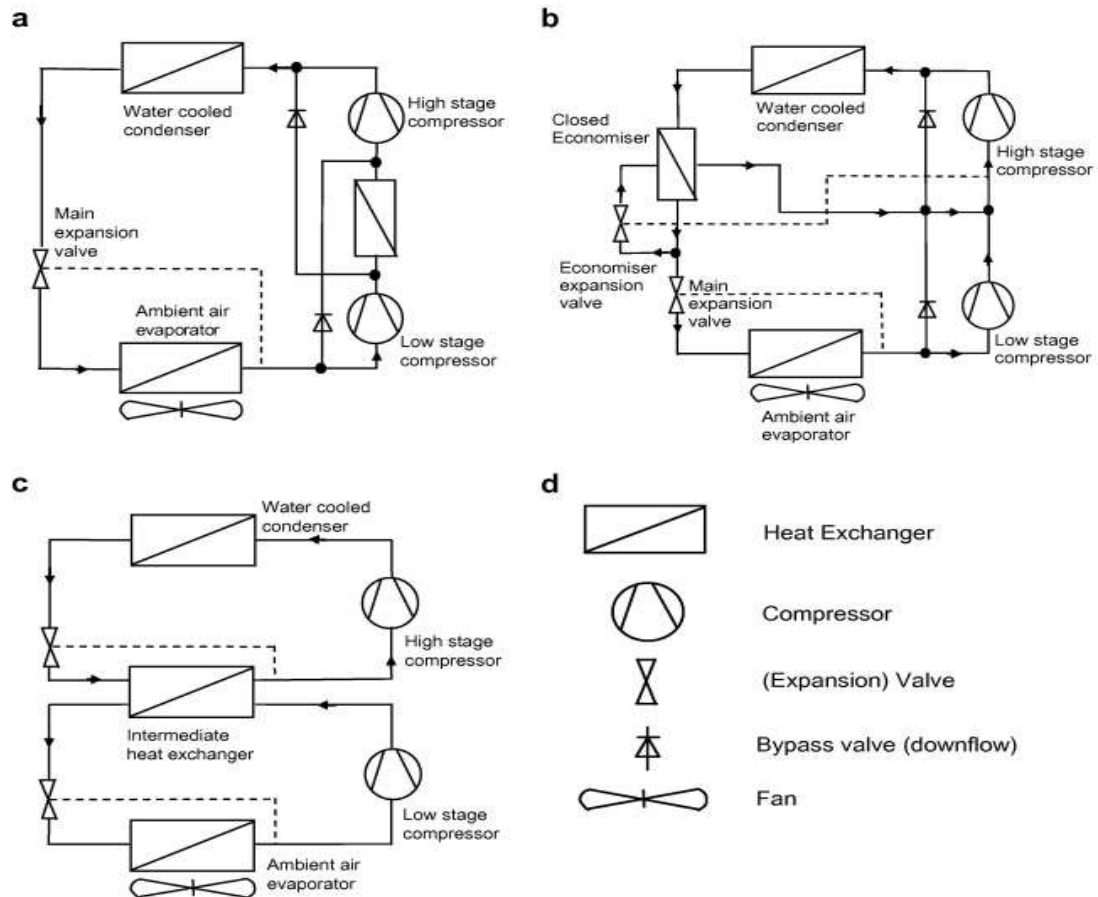 a
Water cooled
condenser
High stage
compressor
Main
expansion
valve
Ambient air
evaporator
Low stage
compressor
b
Water cooled
condenser
Closed
Economiser
High stage
compressor
Economiser
expansion
valve
Main
expansion
valve
Low stage
compressor
Ambient air
evaporator
c
Water cooled
condenser
High stage
compressor
Intermediate
heat exchanger
Low stage
compressor
Ambient air
evaporator
d
Heat Exchanger
Compressor
(Expansion) Valve
Bypass valve (downflow)
Fan